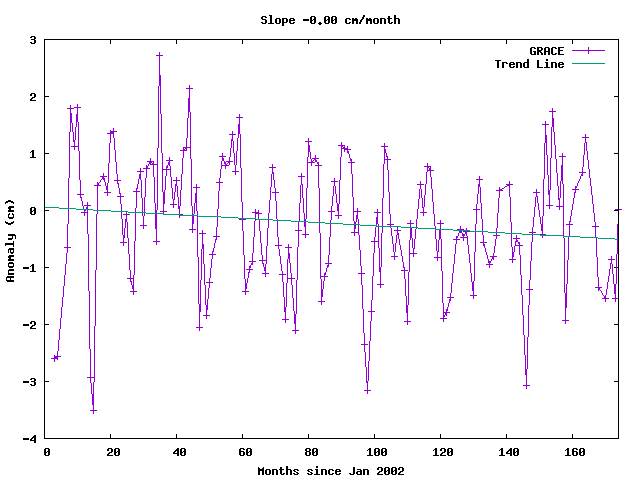 Slope -0.00 cm/month
GRACE
Trend Line
3
2
1
0
-1
-2
-3
-4
Anomaly (cm)
0 20 40 60 80 100 120 140 160
Months since Jan 2002